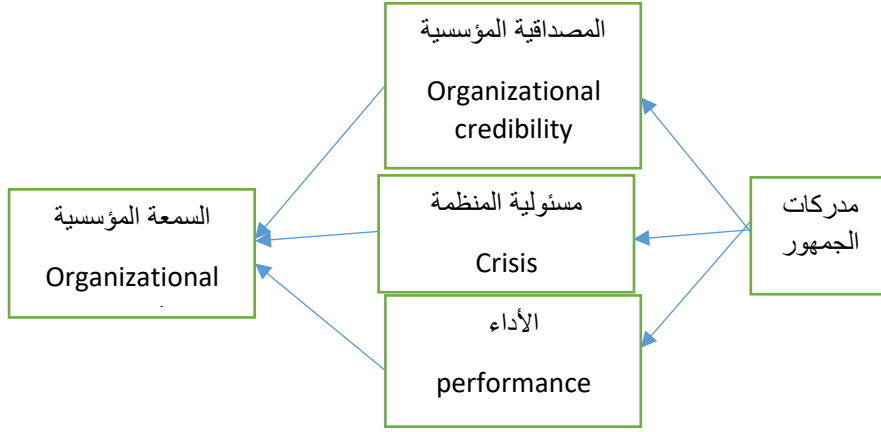 المصداقية المؤسسية
Organizational
credibility
مدركات
الجمهور
مسئولية المنظمة
Crisis
السمعة المؤسسية
Organizational
الأداء
performance